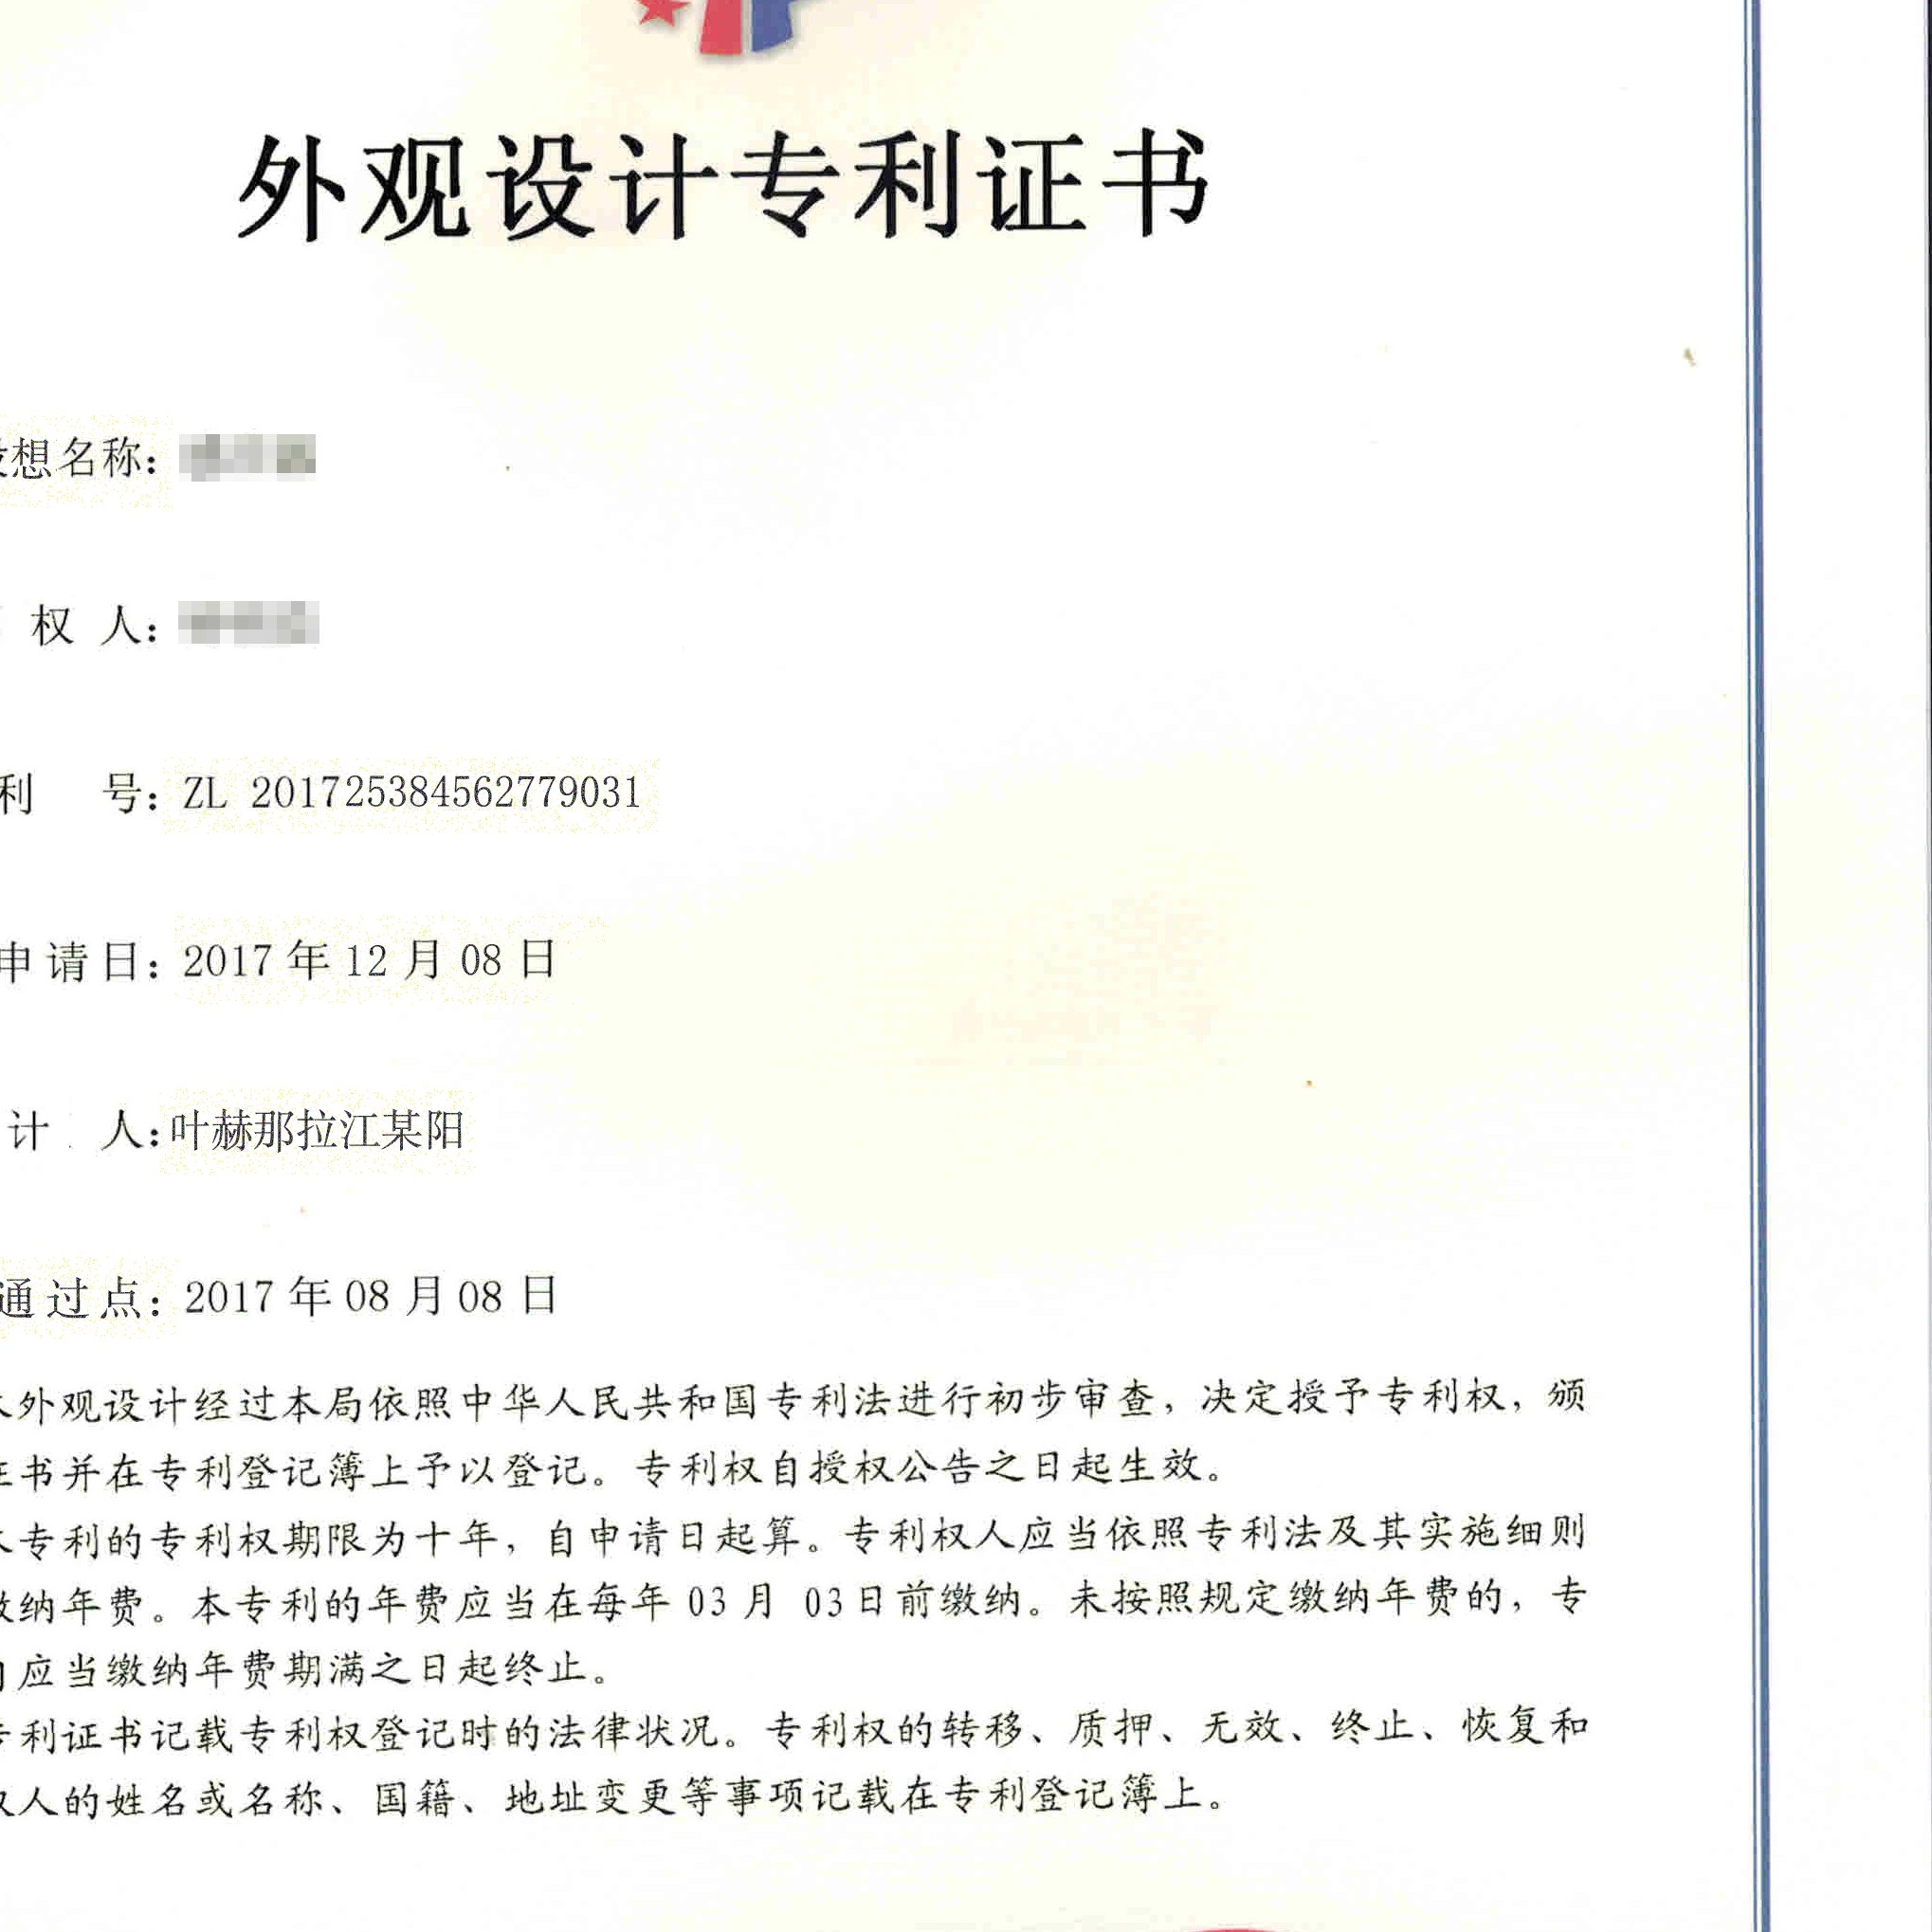 外观设计专利证书
想名称:
权 人:
利 号: ZL 201725384562779031
申请日: 2017 年 12 月 08 日
计 人:叶赫那拉江某阳
通过点: 2017 年 08 月 08 日
外观设计经过本局依照中华人民共和国专利法进行初步审查，决定授予专利权，颁
书并在专利登记簿上予以登记。专利权自授权公告之日起生效。
专利的专利权期限为十年，自申请日起算。专利权人应当依照专利法及其实施细则
纳年费。本专利的年费应当在每年 03 月 03日前缴纳。未按照规定缴纳年费的，专
应当缴纳年费期满之日起终止。
利证书记载专利权登记时的法律状况。专利权的转移、质押、无效、终止、恢复和
人的姓名或名称、国籍、地址变更等事项记载在专利登记簿上。